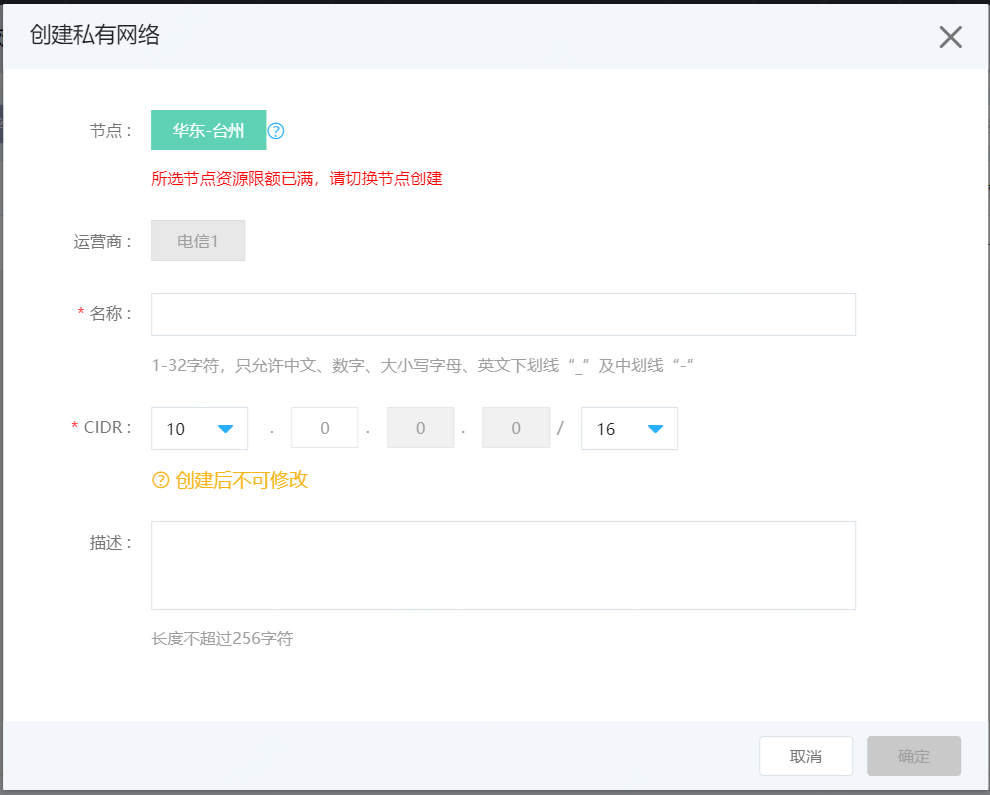 创建私有网络
节点： 华东-台州 ?
所选节点资源限额已满，请切换节点创建
运营商： 电信1
* 名称：
1-32字符，只允许中文、数字、大小写字母、英文下划线“_”及中划线“-“
* CIDR： 10 . 0 . 0 . 0 / 16
? 创建后不可修改
描述：
长度不超过256字符
取消 确定